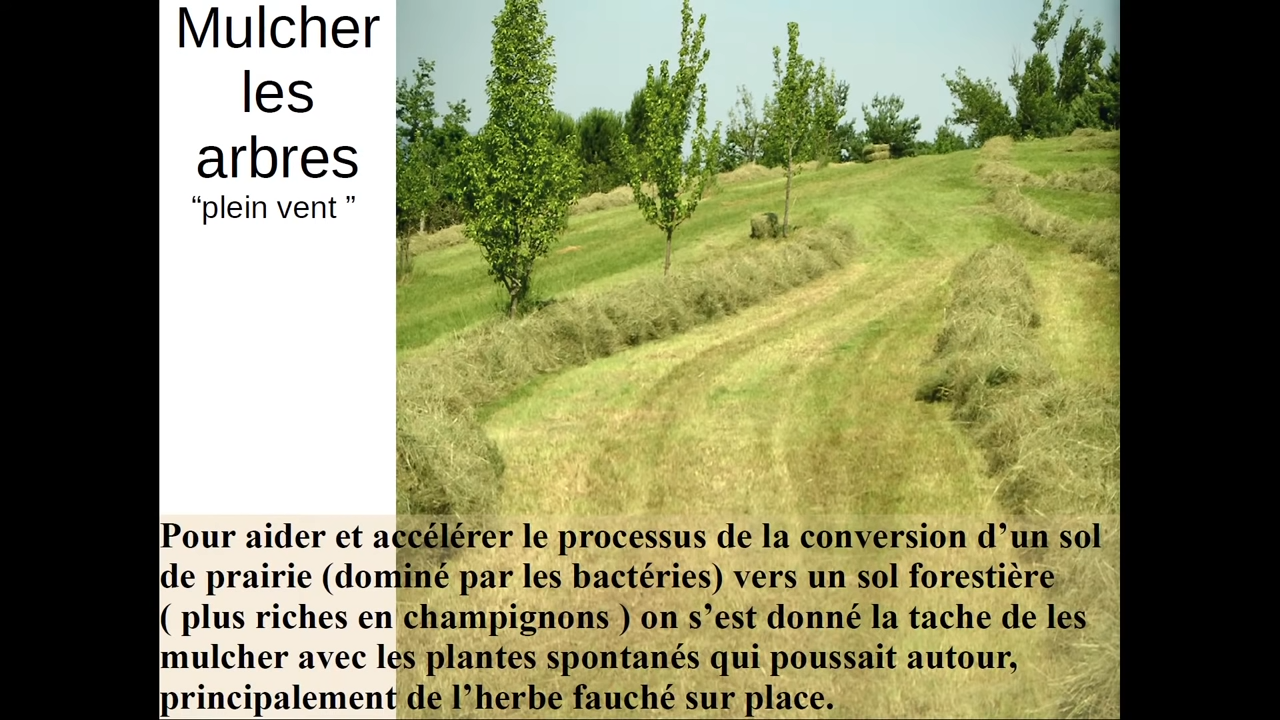 Mulcher
les
arbres
“plein vent ”
Pour aider et accélérer le processus de la conversion d’un sol
de prairie (dominé par les bactéries) vers un sol forestière
( plus riches en champignons ) on s’est donné la tache de les
mulcher avec les plantes spontanés qui poussait autour,
principalement de l’herbe fauché sur place.